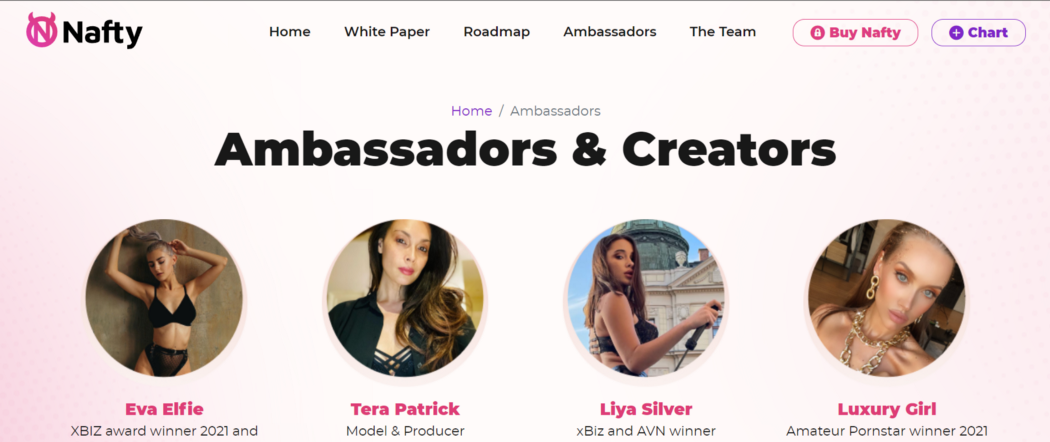 Nafty
Home White Paper Roadmap Ambassadors The Team Buy Nafty Chart
Home / Ambassadors
Ambassadors & Creators
Eva Elfie Tera Patrick Liya Silver Luxury Girl
XBIZ award winner 2021 and Model & Producer xBiz and AVN winner Amateur Pornstar winner 2021